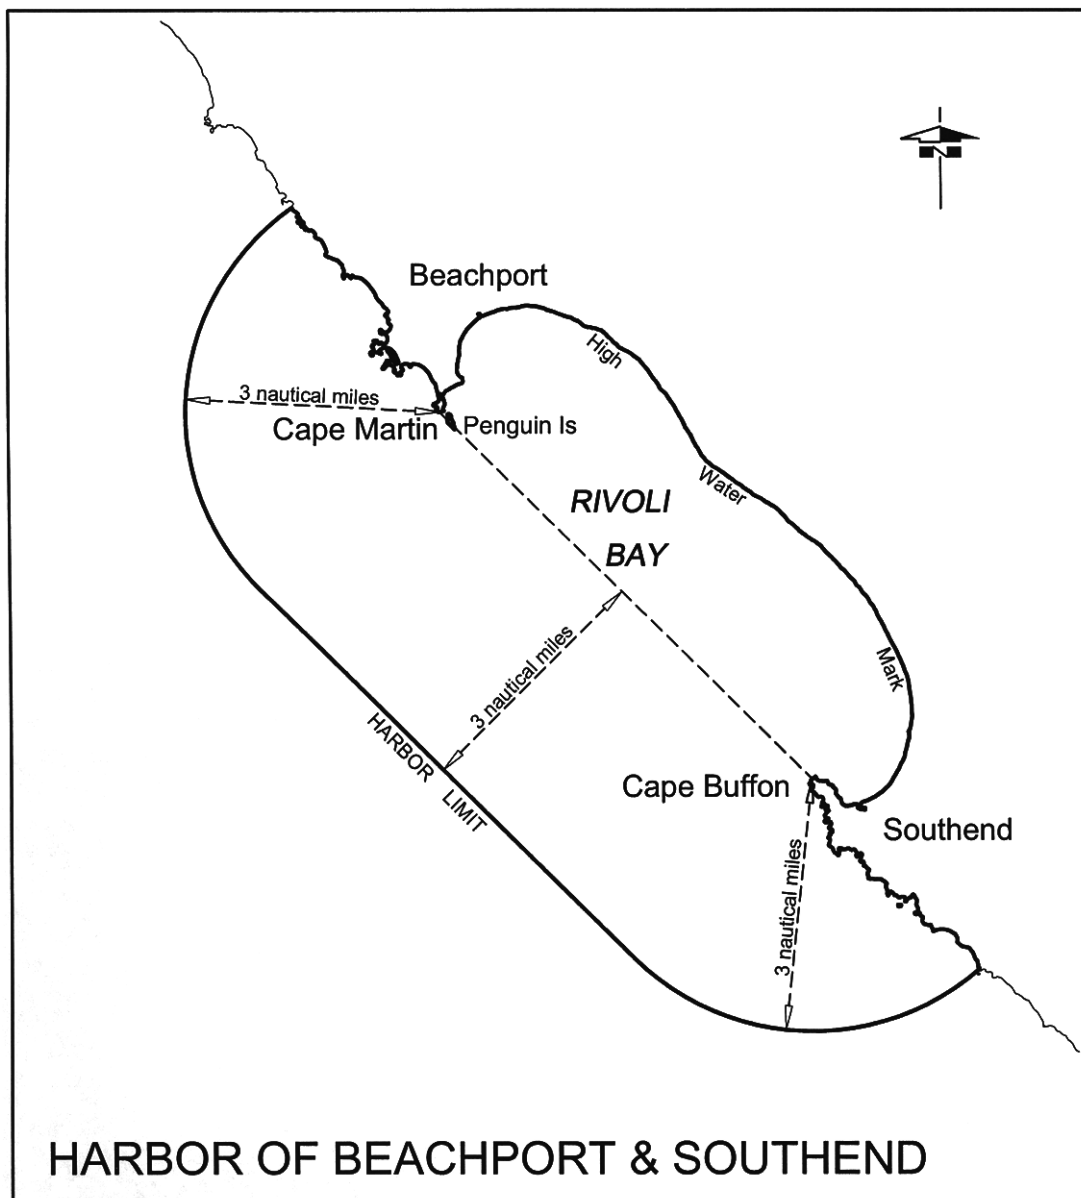 N
Beachport
High
3 nautical miles
Cape Martin
Penguin Is
Water
RIVOLI
BAY
3 nautical miles
Mark
HARBOR
LIMIT
Cape Buffon
Southend
3 nautical miles
HARBOR OF BEACHPORT & SOUTHEND